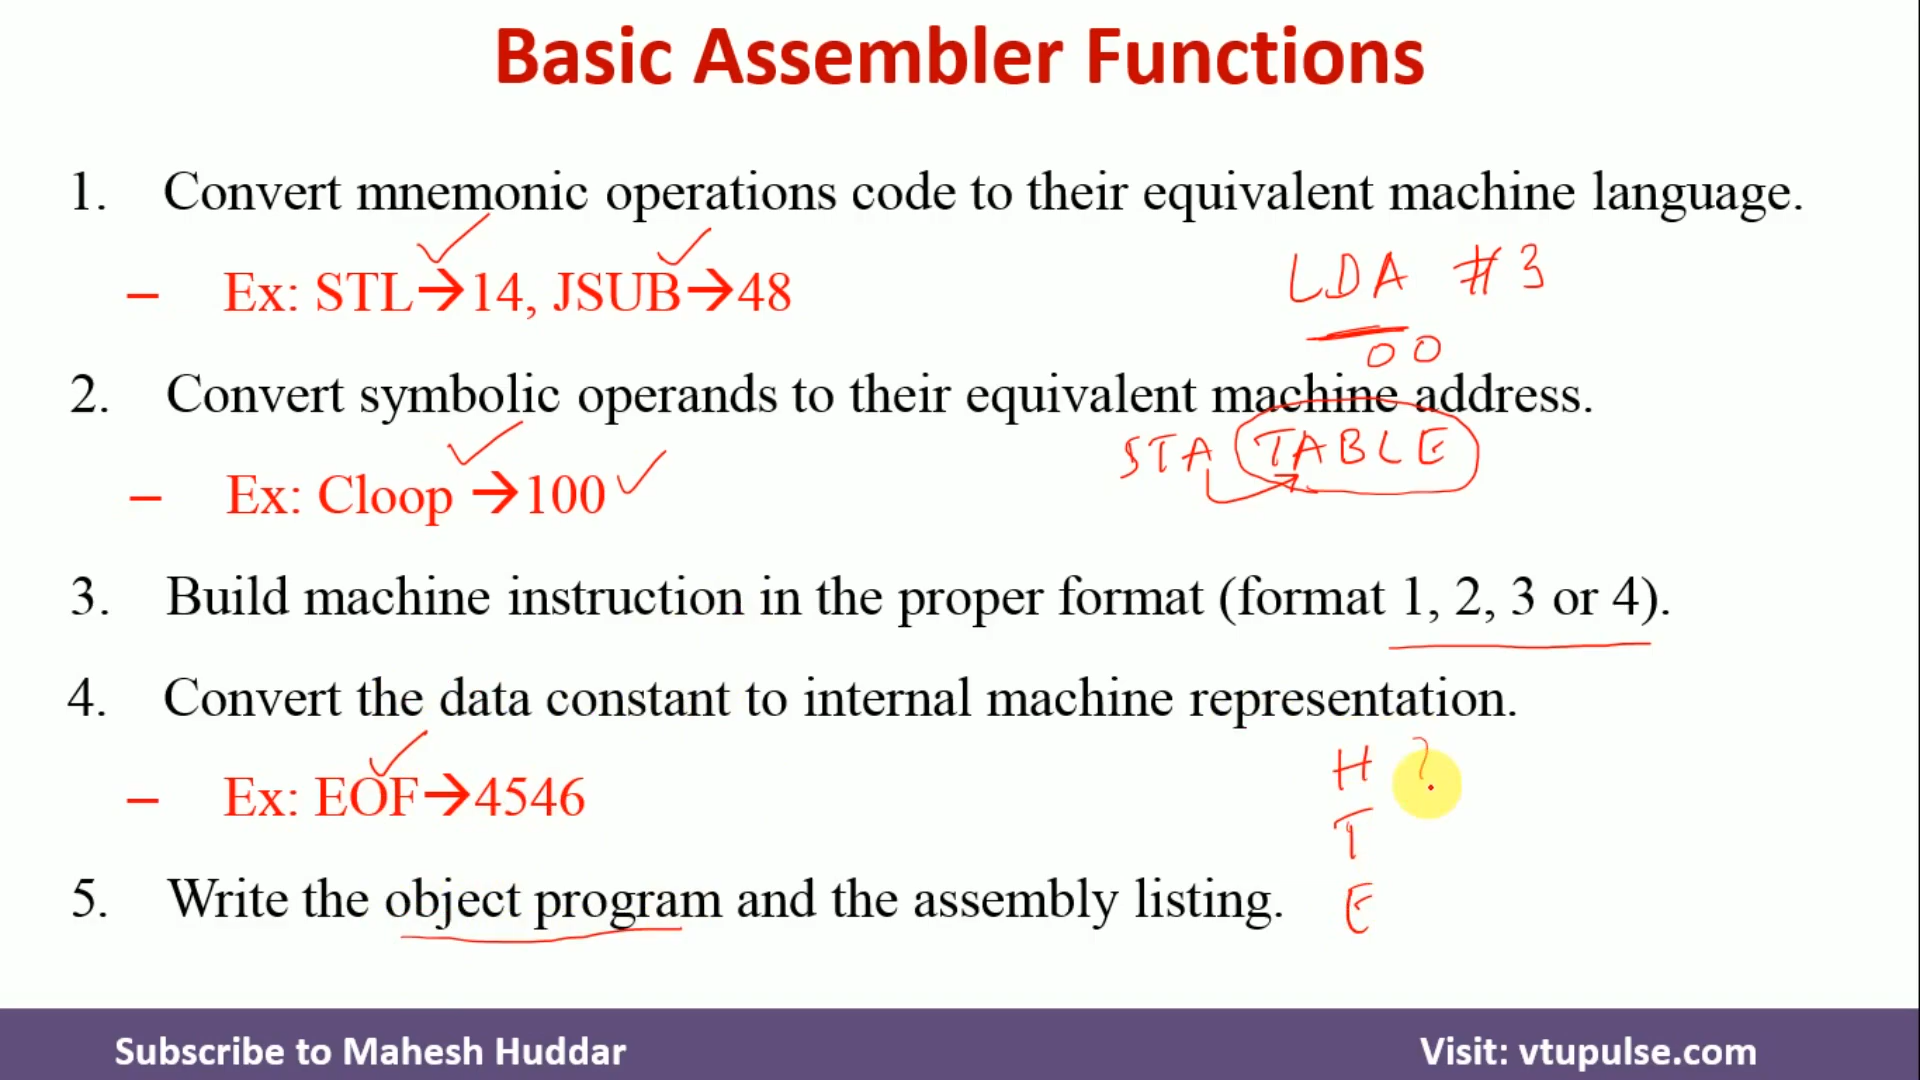 Basic Assembler Functions
1. Convert mnemonic operations code to their equivalent machine language.
– Ex: STL→14, JSUB→48
LDA #3
00
2. Convert symbolic operands to their equivalent machine address.
STA TABLE
– Ex: Cloop →100
3. Build machine instruction in the proper format (format 1, 2, 3 or 4).
4. Convert the data constant to internal machine representation.
H
– Ex: EOF→4546
T
5. Write the object program and the assembly listing.
E
Subscribe to Mahesh Huddar
Visit: vtupulse.com